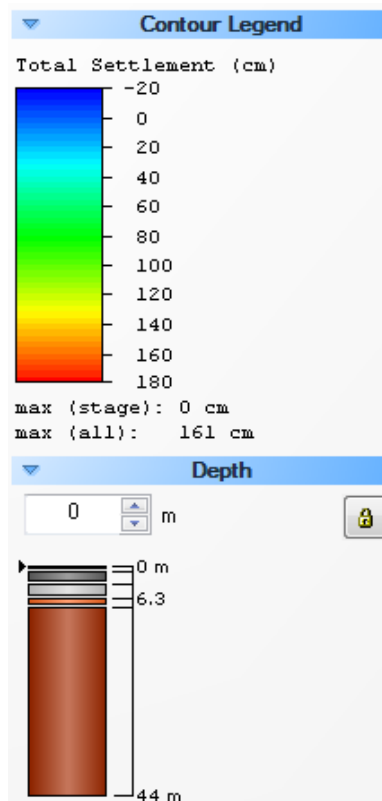 Contour Legend
Total Settlement (cm)
-20
0
20
40
60
80
100
120
140
160
180
max (stage): 0 cm
max (all): 161 cm
Depth
0 m
0 m
6.3
44 m